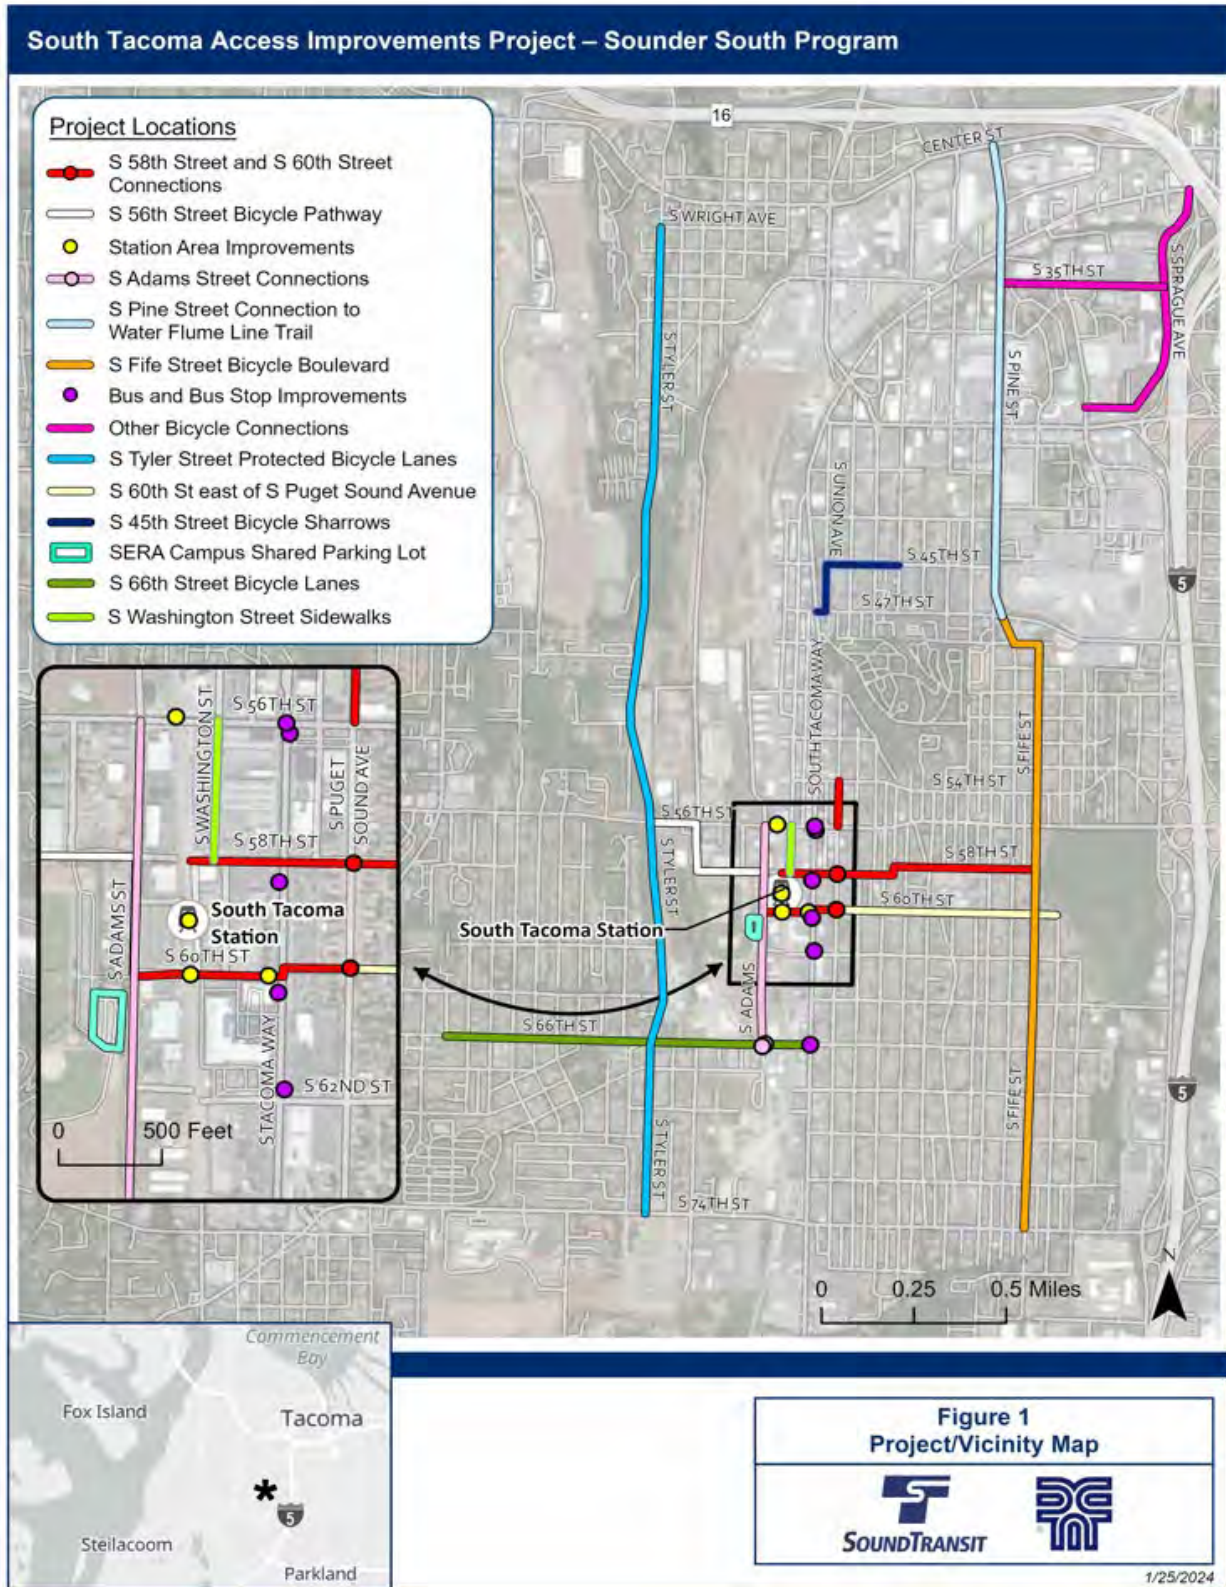 South Tacoma Access Improvements Project – Sounder South Program
Project Locations
S 58th Street and S 60th Street
Connections
S 56th Street Bicycle Pathway
Station Area Improvements
S Adams Street Connections
S Pine Street Connection to
Water Flume Line Trail
S Fife Street Bicycle Boulevard
Bus and Bus Stop Improvements
Other Bicycle Connections
S Tyler Street Protected Bicycle Lanes
S 60th St east of S Puget Sound Avenue
S 45th Street Bicycle Sharrows
SERA Campus Shared Parking Lot
S 66th Street Bicycle Lanes
S Washington Street Sidewalks
16
CENTER ST
S WRIGHT AVE
S 35TH ST
S SPRAGUE AVE
S TYLER ST
S PINE ST
S UNION AVE
S 45TH ST
S 47TH ST
5
SOUTH TACOMA WAY
S FIFE ST
S 54TH ST
S 56TH ST
S 58TH ST
S TYLER ST
S 60TH ST
South Tacoma Station
S ADAMS
S 66TH ST
S FIFE ST
5
S TYLER ST
S 74TH ST
0 0.25 0.5 Miles
N
S WASHINGTON ST
S 56TH ST
S PUGET
SOUND AVE
S 58TH ST
S ADAMS ST
South Tacoma
Station
S 60TH ST
S TACOMA WAY
S 62ND ST
0 500 Feet
Commencement
Bay
Fox Island
Tacoma
*
5
Steilacoom
Parkland
Figure 1
Project/Vicinity Map
T
SOUNDTRANSIT
1/25/2024